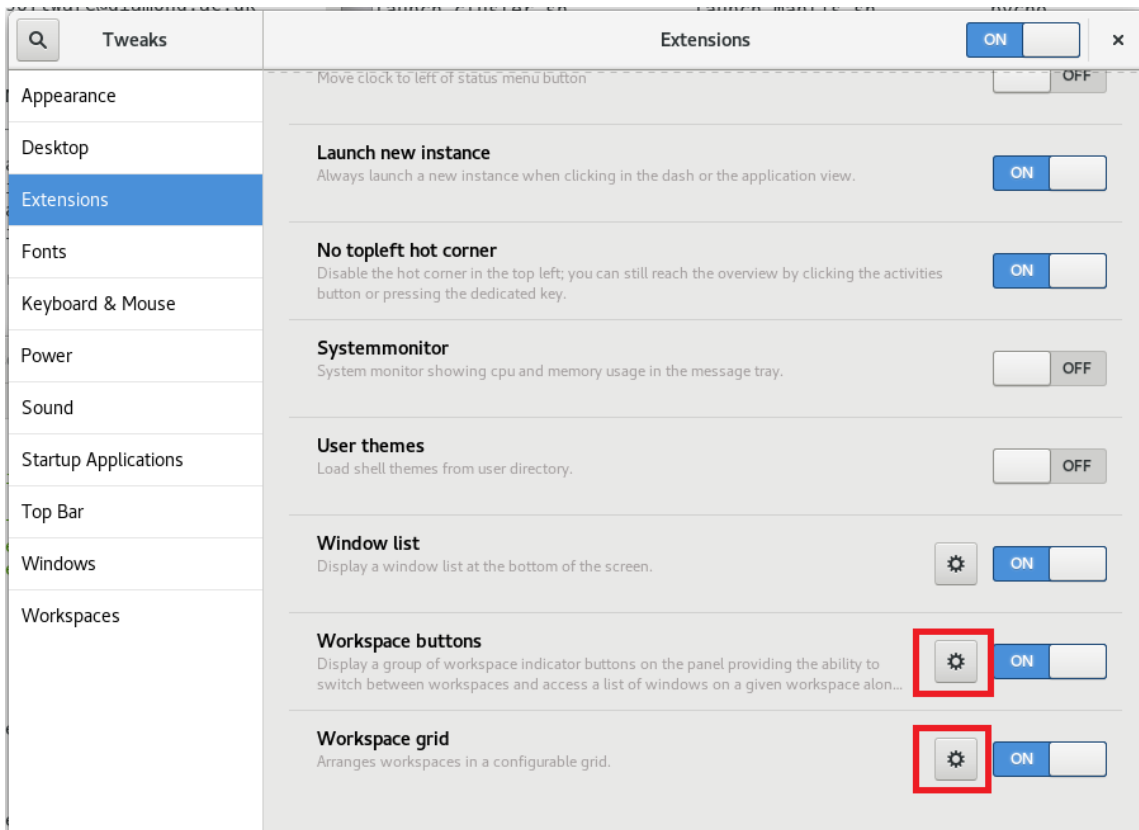 Tweaks
Extensions
ON
Appearance
Desktop
Extensions
Fonts
Keyboard & Mouse
Power
Sound
Startup Applications
Top Bar
Windows
Workspaces
Move clock to left of status menu button
OFF
Launch new instance
Always launch a new instance when clicking in the dash or the application view.
ON
No topleft hot corner
Disable the hot corner in the top left; you can still reach the overview by clicking the activities
button or pressing the dedicated key.
ON
Systemmonitor
System monitor showing cpu and memory usage in the message tray.
OFF
User themes
Load shell themes from user directory.
OFF
Window list
Display a window list at the bottom of the screen.
ON
Workspace buttons
Display a group of workspace indicator buttons on the panel providing the ability to
switch between workspaces and access a list of windows on a given workspace alon...
ON
Workspace grid
Arranges workspaces in a configurable grid.
ON